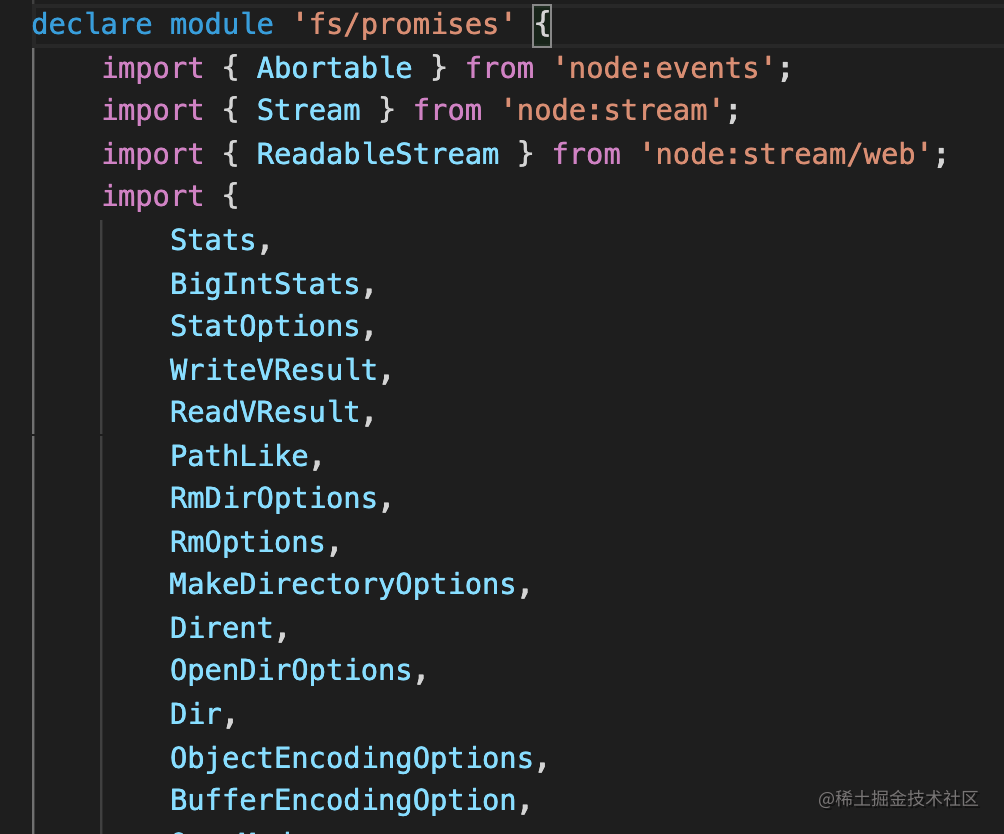 declare module 'fs/promises' {
import { Abortable } from 'node:events';
import { Stream } from 'node:stream';
import { ReadableStream } from 'node:stream/web';
import {
Stats,
BigIntStats,
StatOptions,
WriteVResult,
ReadVResult,
PathLike,
RmDirOptions,
RmOptions,
MakeDirectoryOptions,
Dirent,
OpenDirOptions,
Dir,
ObjectEncodingOptions,
BufferEncodingOption,
@稀土掘金技术社区